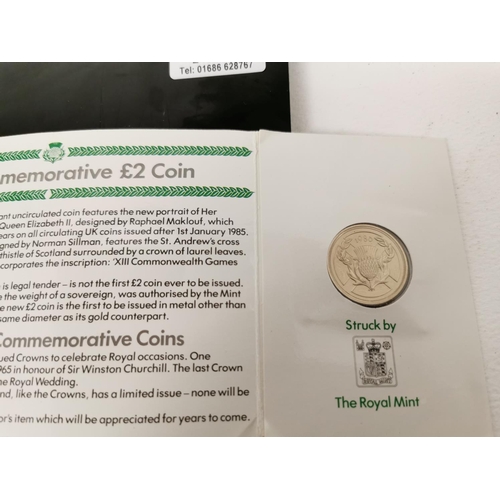 Tel: 01686 628767
memorative £2 Coin
ant uncirculated coin features the new portrait of Her
Queen Elizabeth II, designed by Raphael Maklouf, which
ears on all circulating UK coins issued after 1st January 1985.
igned by Norman Sillman, features the St. Andrew's cross
thistle of Scotland surrounded by a crown of laurel leaves.
corporates the inscription: 'XIII Commonwealth Games
e is legal tender – is not the first £2 coin ever to be issued.
e the weight of a sovereign, was authorised by the Mint
e new £2 coin is the first to be issued in metal other than
same diameter as its gold counterpart.
Commemorative Coins
ued Crowns to celebrate Royal occasions. One
965 in honour of Sir Winston Churchill. The last Crown
he Royal Wedding.
nd, like the Crowns, has a limited issue – none will be
or's item which will be appreciated for years to come.
1986
Struck by
The Royal Mint